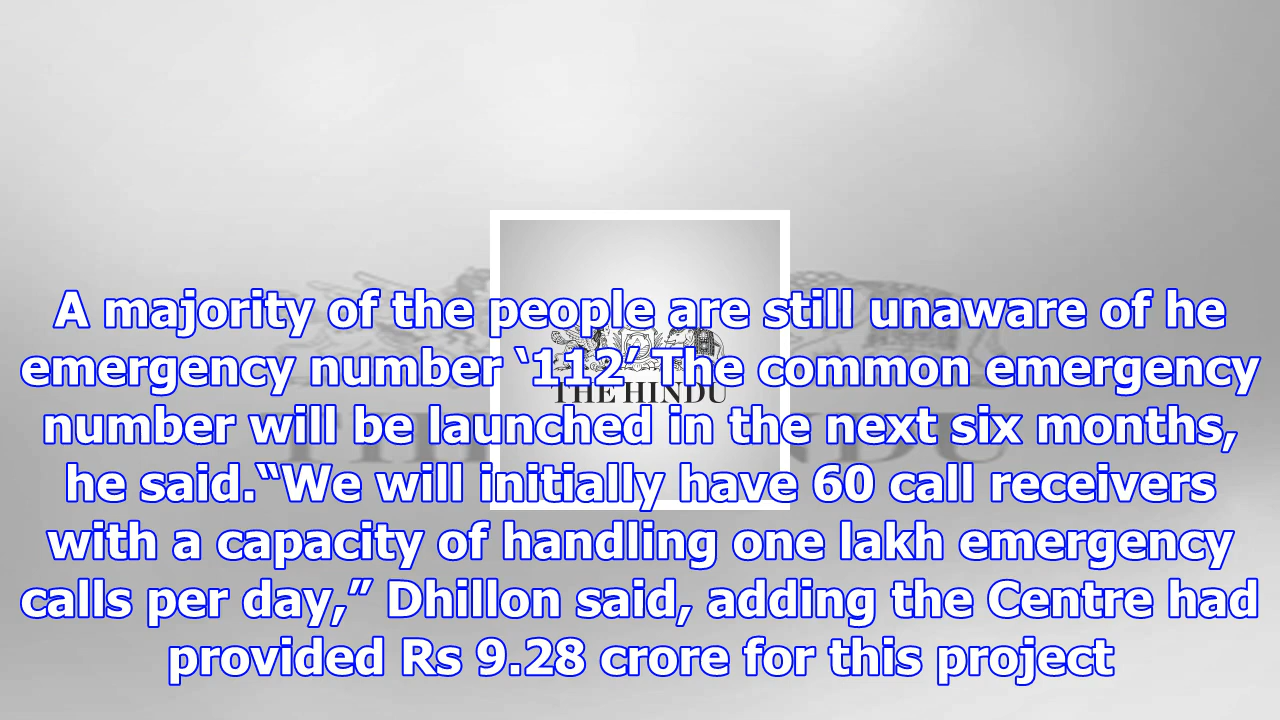 A majority of the people are still unaware of he
emergency number ‘112’ The common emergency
THE HINDU
number will be launched in the next six months,
he said.“We will initially have 60 call receivers
with a capacity of handling one lakh emergency
calls per day,” Dhillon said, adding the Centre had
provided Rs 9.28 crore for this project